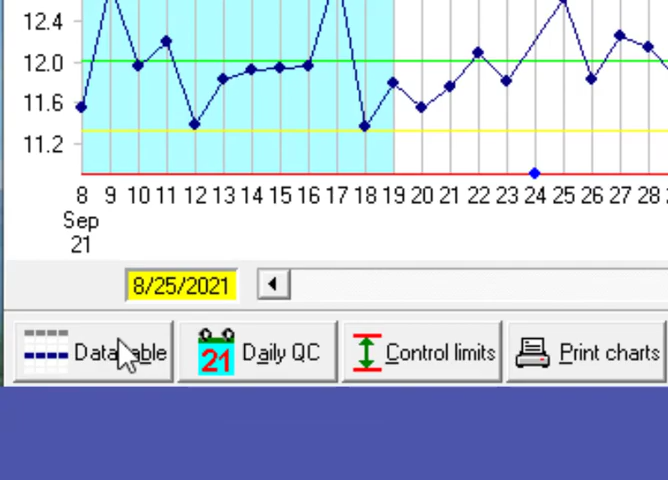 12.4
12.0
11.6
11.2
8 9 10 11 12 13 14 15 16 17 18 19 20 21 22 23 24 25 26 27 28
Sep
21
8/25/2021
21
Daily QC
Control limits
Print charts